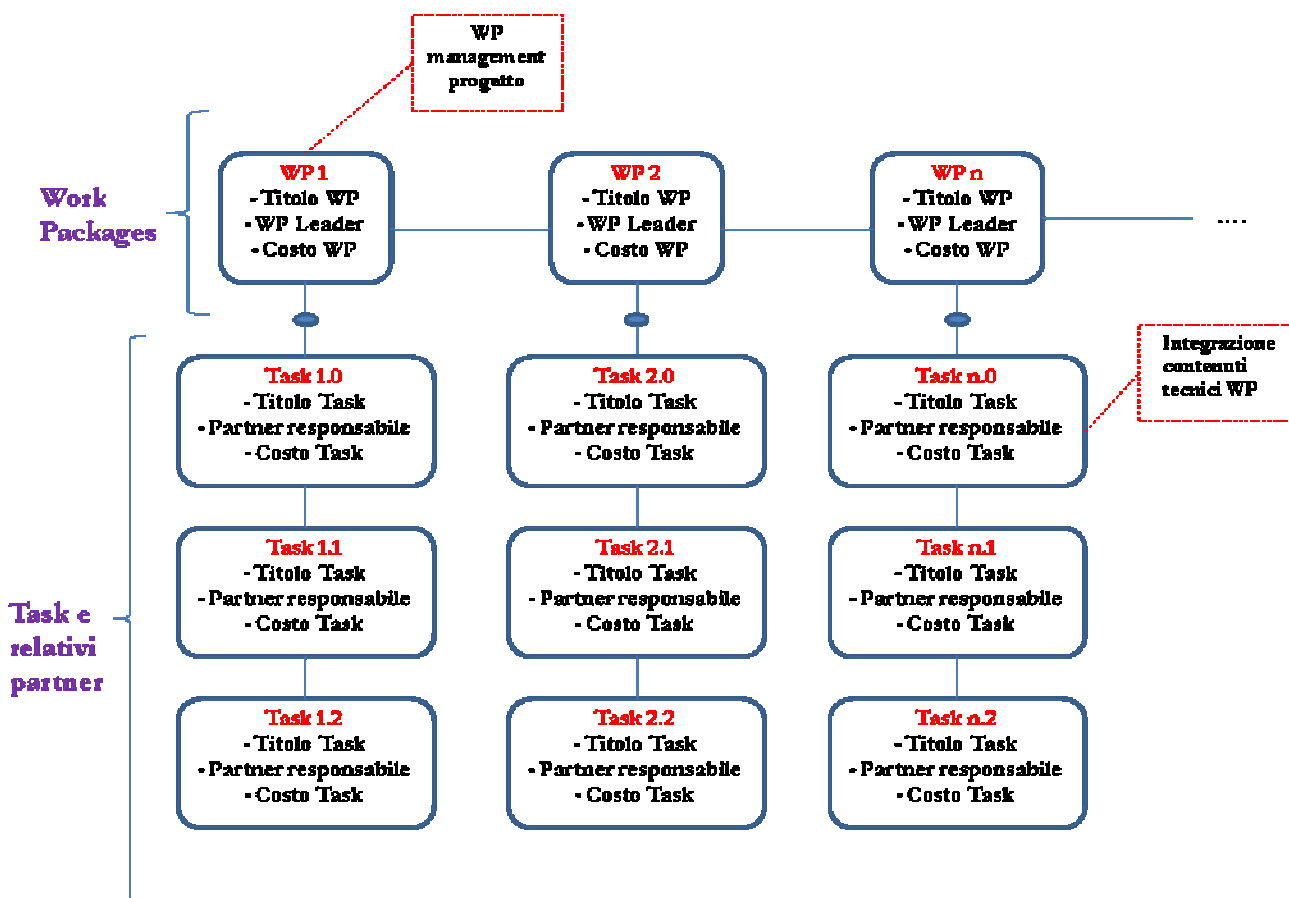 WP
management
progetto
Work
Packages
WP 1
- Titolo WP
- WP Leader
- Costo WP
WP 2
- Titolo WP
- WP Leader
- Costo WP
WP n
- Titolo WP
- WP Leader
- Costo WP
....
Integrazione
contenuti
tecnici WP
Task e
relativi
partner
Task 1.0
- Titolo Task
- Partner responsabile
- Costo Task
Task 2.0
- Titolo Task
- Partner responsabile
- Costo Task
Task n.0
- Titolo Task
- Partner responsabile
- Costo Task
Task 1.1
- Titolo Task
- Partner responsabile
- Costo Task
Task 2.1
- Titolo Task
- Partner responsabile
- Costo Task
Task n.1
- Titolo Task
- Partner responsabile
- Costo Task
Task 1.2
- Titolo Task
- Partner responsabile
- Costo Task
Task 2.2
- Titolo Task
- Partner responsabile
- Costo Task
Task n.2
- Titolo Task
- Partner responsabile
- Costo Task